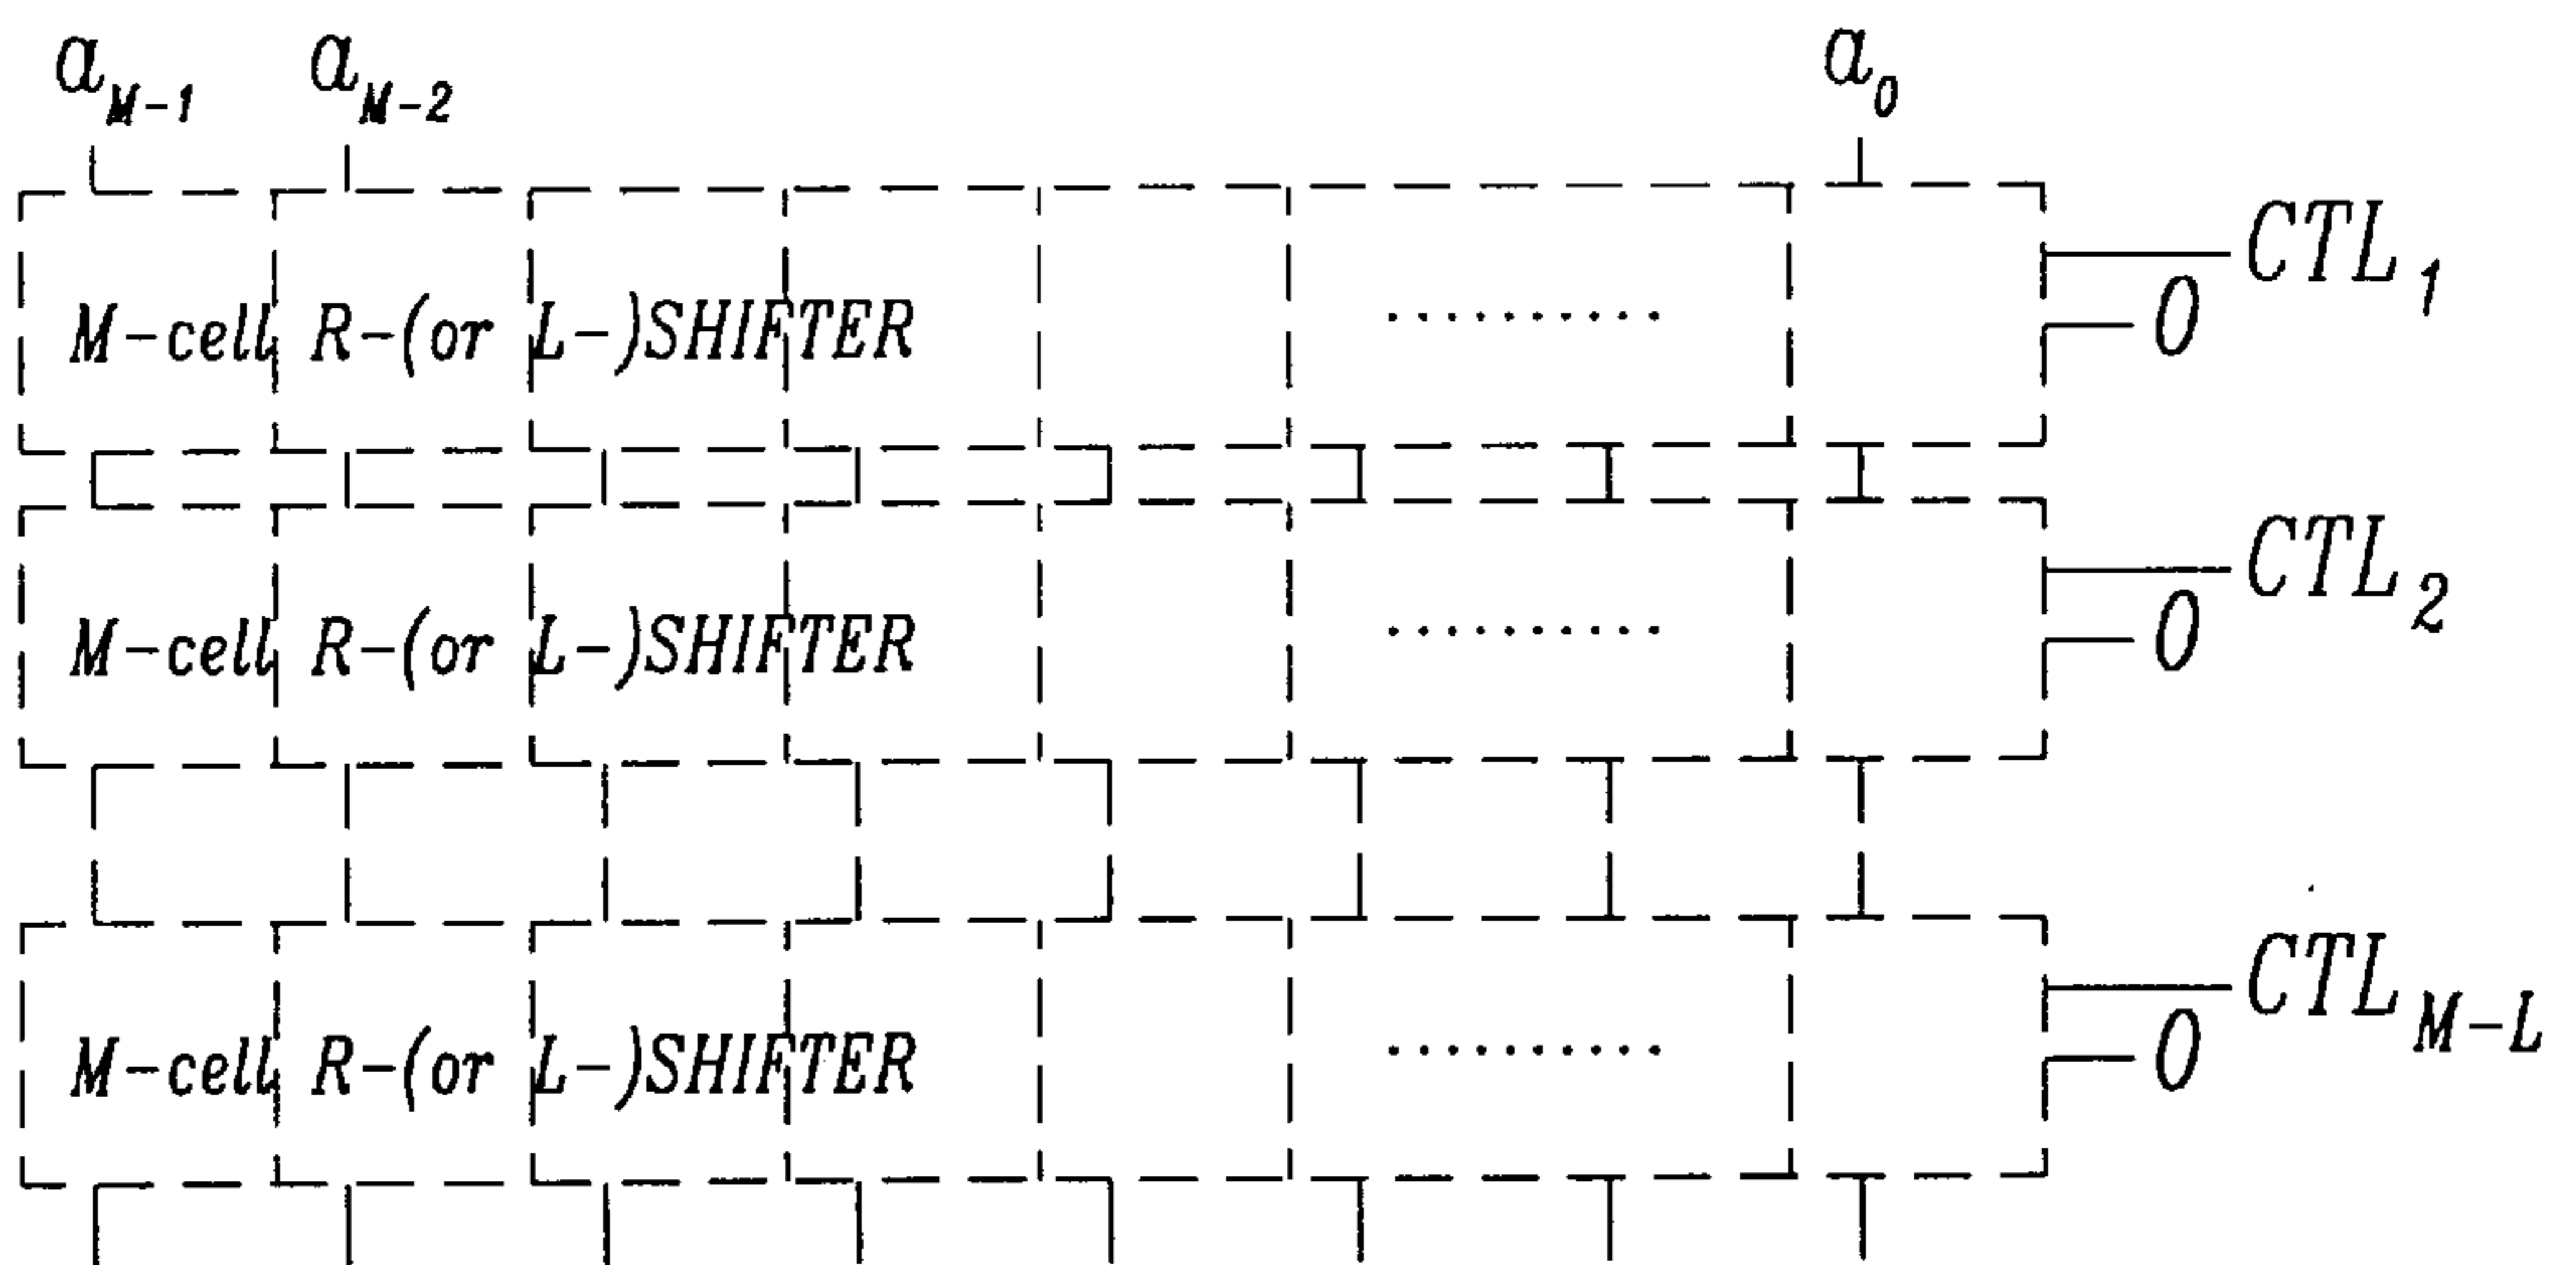 a_{M-1} a_{M-2} a_0
CTL_1
M-cell R-(or L-)SHIFTER .......... 0
CTL_2
M-cell R-(or L-)SHIFTER .......... 0
CTL_{M-L}
M-cell R-(or L-)SHIFTER .......... 0